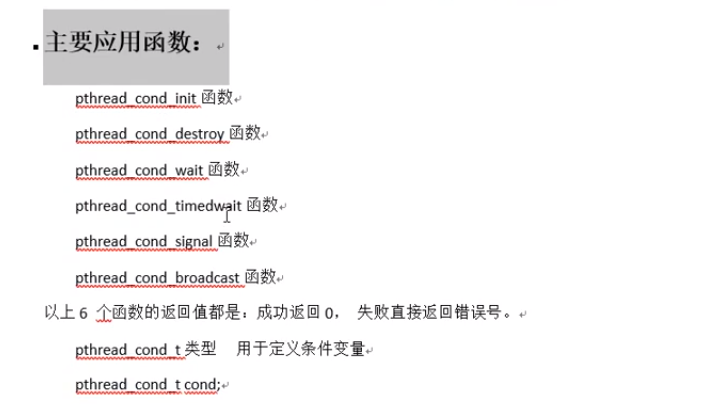 主要应用函数：
pthread_cond_init 函数
pthread_cond_destroy 函数
pthread_cond_wait 函数
pthread_cond_timedwait 函数
pthread_cond_signal 函数
pthread_cond_broadcast 函数
以上 6 个函数的返回值都是：成功返回 0， 失败直接返回错误号。
pthread_cond_t 类型 用于定义条件变量
pthread_cond_t cond;